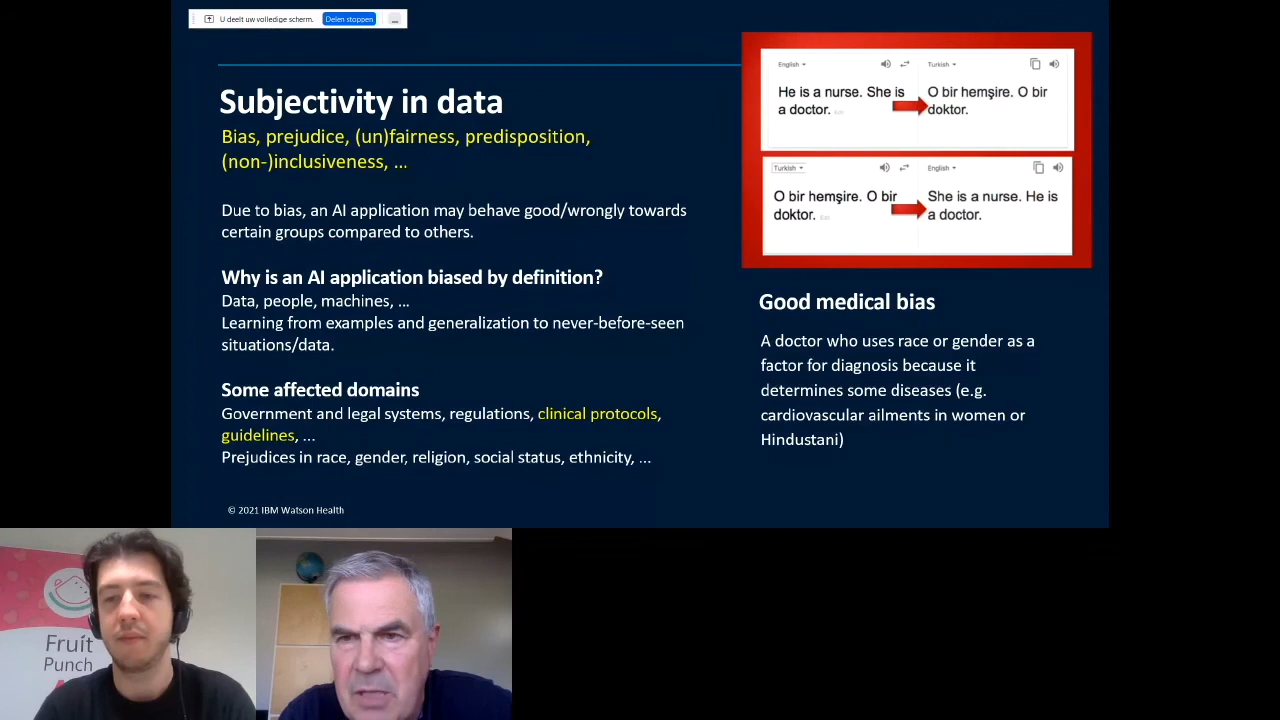 U deelt uw volledige scherm. Delen stoppen
Subjectivity in data
Bias, prejudice, (un)fairness, predisposition,
(non-)inclusiveness, ...
Due to bias, an AI application may behave good/wrongly towards
certain groups compared to others.
Why is an AI application biased by definition?
Data, people, machines, ...
Learning from examples and generalization to never-before-seen
situations/data.
Some affected domains
Government and legal systems, regulations, clinical protocols,
guidelines, ...
Prejudices in race, gender, religion, social status, ethnicity, ...
© 2021 IBM Watson Health
English
Turkish
He is a nurse. She is
a doctor.
O bir hemşire. O bir
doktor.
Turkish
English
O bir hemşire. O bir
doktor.
She is a nurse. He is
a doctor.
Good medical bias
A doctor who uses race or gender as a
factor for diagnosis because it
determines some diseases (e.g.
cardiovascular ailments in women or
Hindustani)
Fruit
Punch